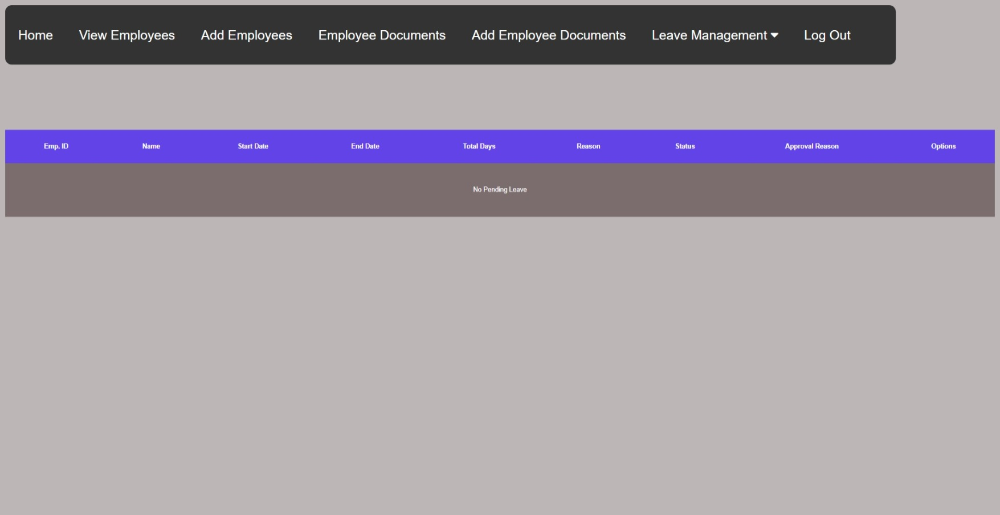 Home View Employees Add Employees Employee Documents Add Employee Documents Leave Management Log Out
Emp. ID Name Start Date End Date Total Days Reason Status Approval Reason Options
No Pending Leave